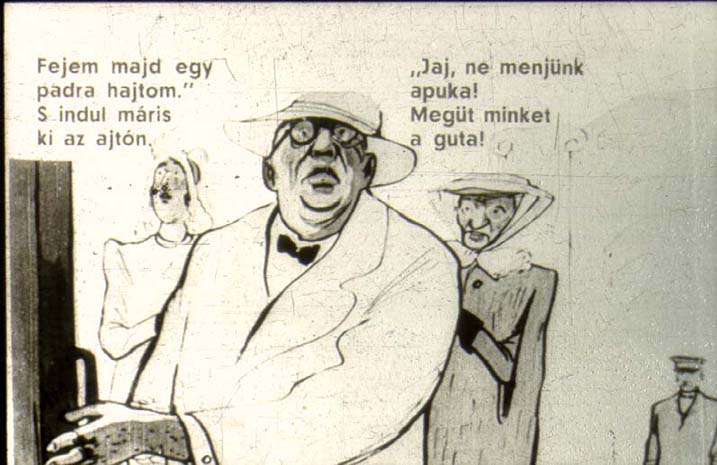 Fejem majd egy
padra hajtom.”
S indul máris
ki az ajtón.
„Jaj, ne menjünk
apuka!
Megüt minket
a guta!